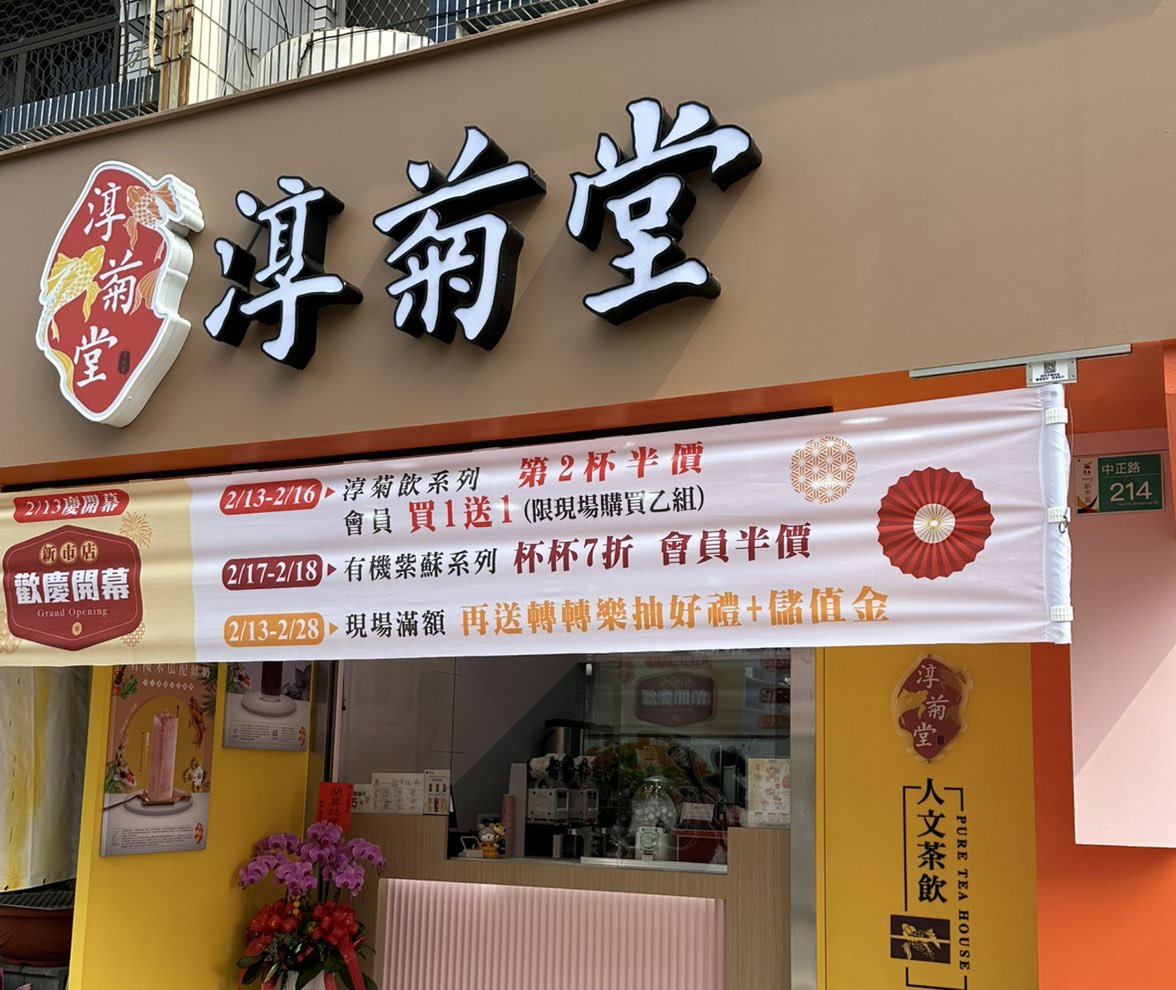 淳菊堂
淳菊堂
2/13慶開幕
新市店
歡慶開幕
Grand Opening
2/13-2/16 淳菊飲系列 第2杯半價
會員 買1送1 (限現場購買乙組)
2/17-2/18 有機紫蘇系列 杯杯7折 會員半價
2/13-2/28 現場滿額 再送轉轉樂抽好禮+儲值金
中正路
214
新市區
歡慶開幕
淳菊堂
人文茶飲
PURE TEA HOUSE